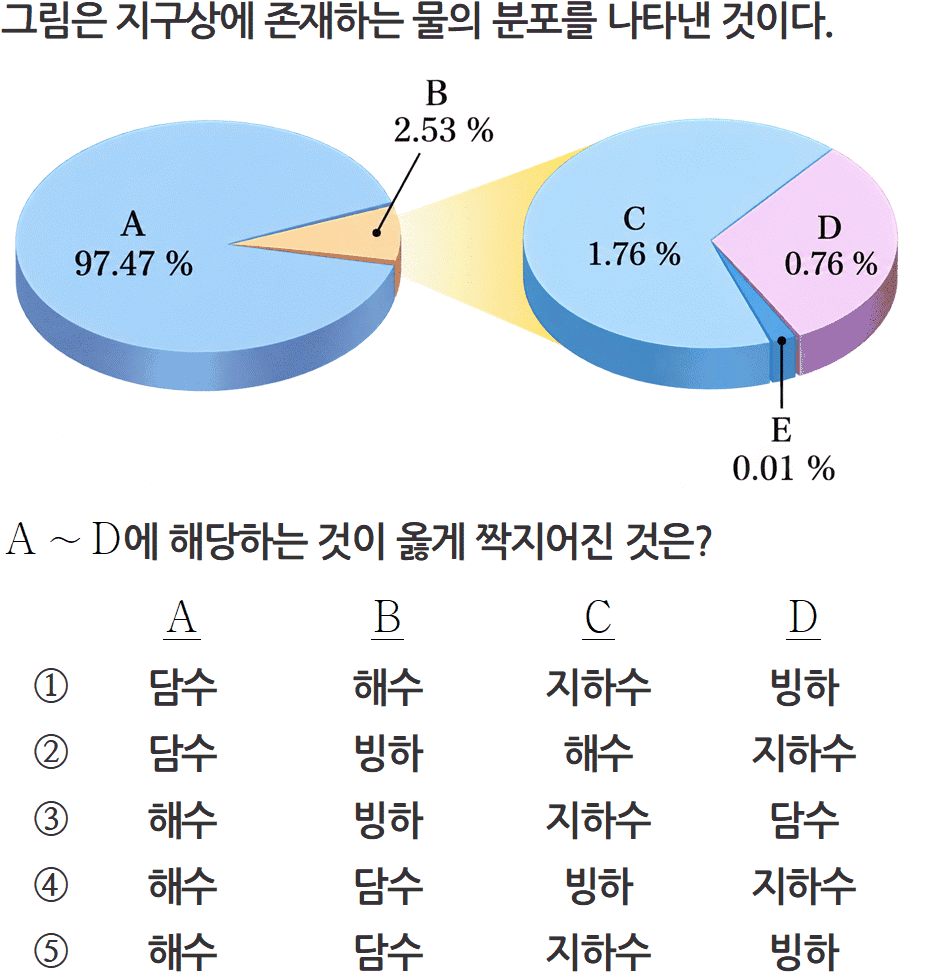 그림은 지구상에 존재하는 물의 분포를 나타낸 것이다.
A
97.47 %
B
2.53 %
C
1.76 %
D
0.76 %
E
0.01 %
A ~ D에 해당하는 것이 옳게 짝지어진 것은?
A B C D
① 담수 해수 지하수 빙하
② 담수 빙하 해수 지하수
③ 해수 빙하 지하수 담수
④ 해수 담수 빙하 지하수
⑤ 해수 담수 지하수 빙하